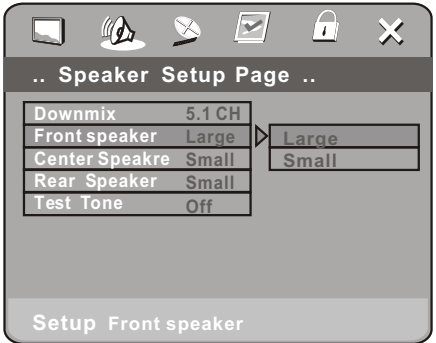 .. Speaker Setup Page ..
Downmix 5.1 CH
Front speaker Large Large
Center Speakre Small Small
Rear Speaker Small
Test Tone Off
Setup Front speaker